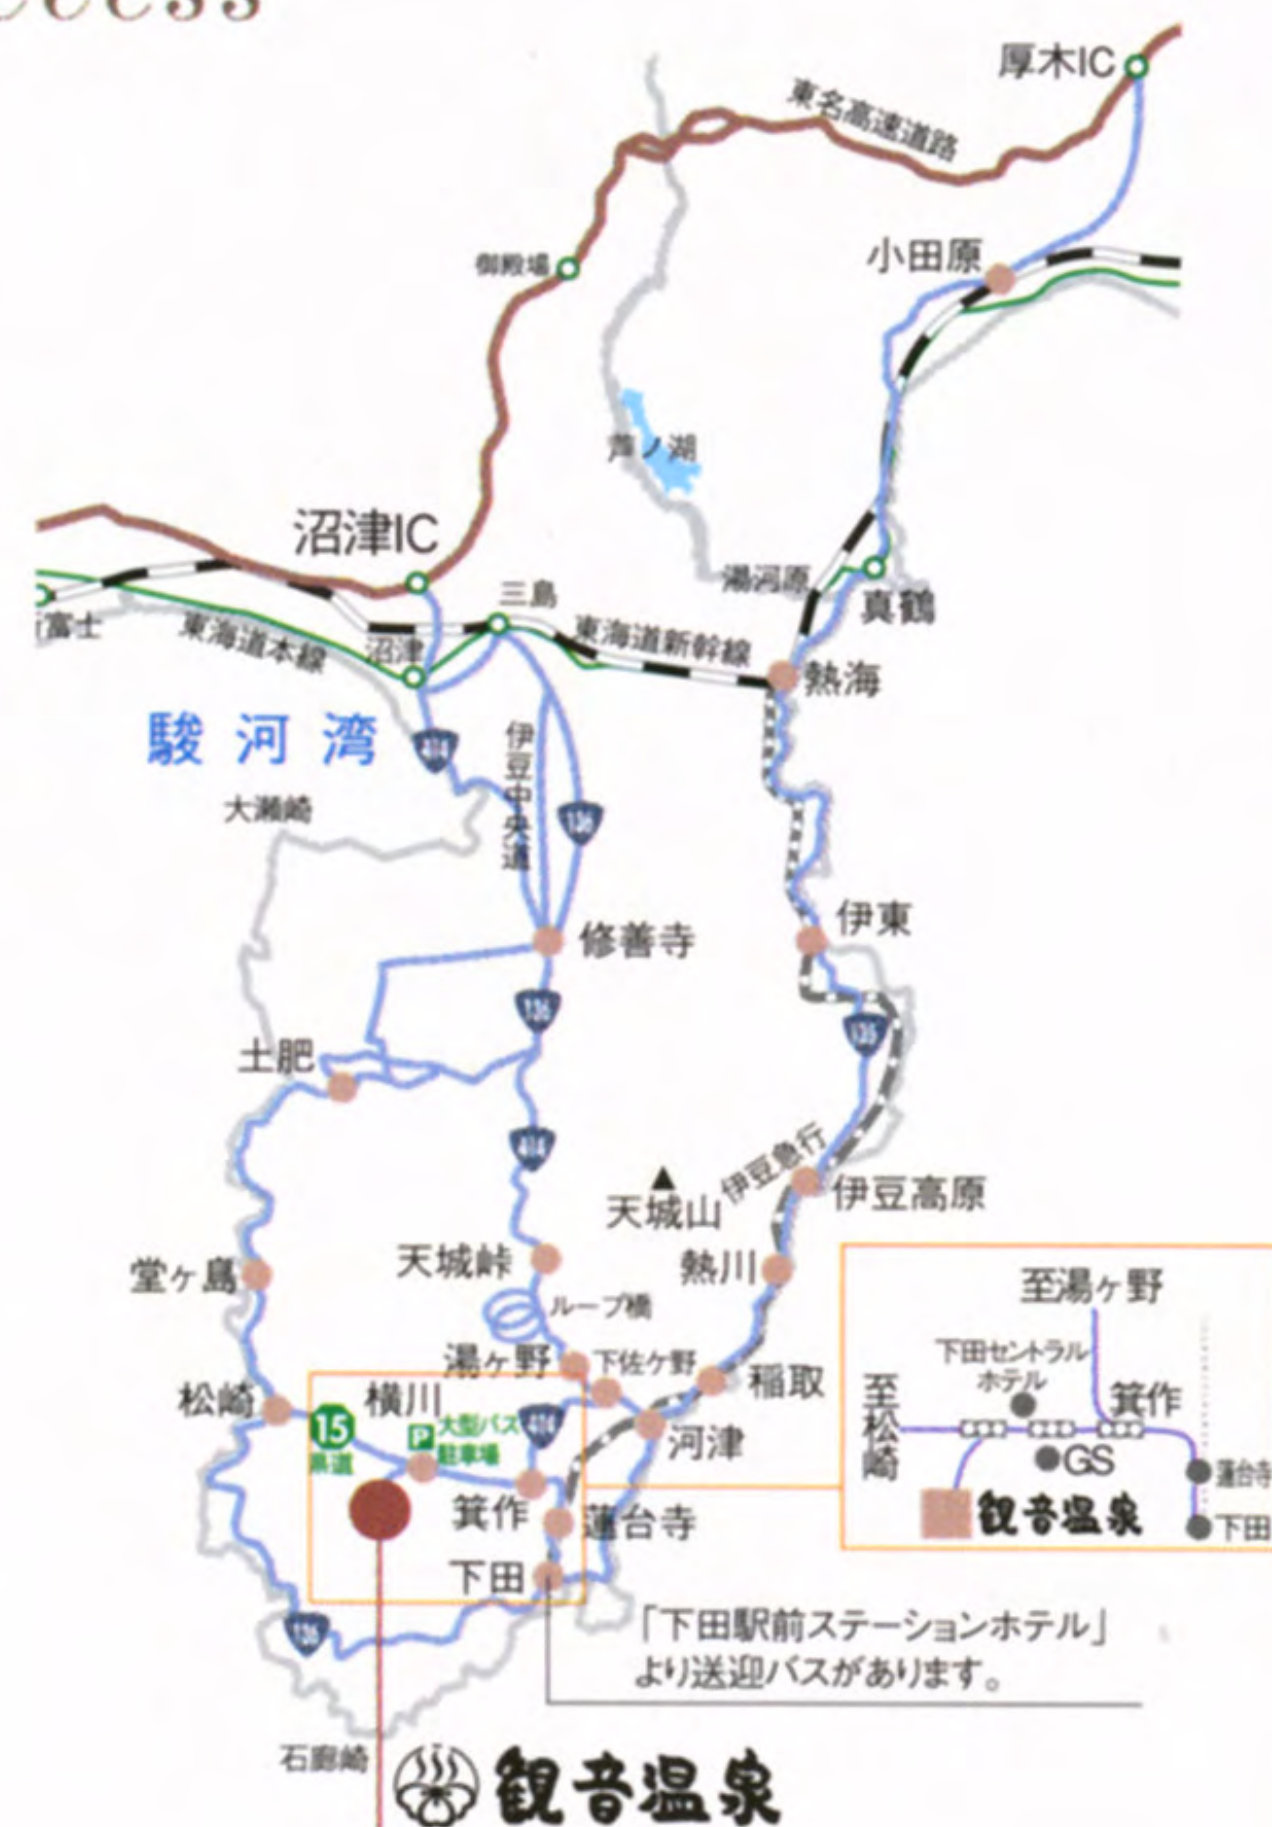 厚木IC
東名高速道路
小田原
御殿場
芦ノ湖
沼津IC
湯河原
真鶴
三島
東海道新幹線
富士
東海道本線
沼津
熱海
駿河湾
414
伊豆中央道
大瀬崎
136
伊東
修善寺
136
135
土肥
414
伊豆急行
天城山
伊豆高原
天城峠
熱川
堂ヶ島
ループ橋
至湯ヶ野
湯ヶ野
下佐ケ野
稲取
下田セントラル
ホテル
松崎
横川
15
県道
P
大型バス
駐車場
414
河津
至松崎
箕作
GS
蓮台寺
箕作
蓮台寺
観音温泉
下田
下田
136
「下田駅前ステーションホテル」
より送迎バスがあります。
石廊崎
観音温泉